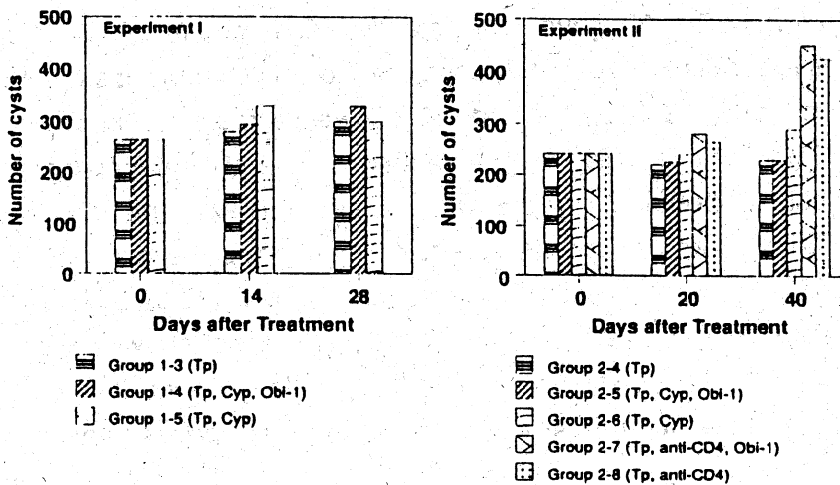 Experiment I
Number of cysts
500
400
300
200
100
0
0 14 28
Days after Treatment
Group 1-3 (Tp)
Group 1-4 (Tp, Cyp, Obi-1)
Group 1-5 (Tp, Cyp)
Experiment II
Number of cysts
500
400
300
200
100
0
0 20 40
Days after Treatment
Group 2-4 (Tp)
Group 2-5 (Tp, Cyp, Obi-1)
Group 2-6 (Tp, Cyp)
Group 2-7 (Tp, anti-CD4, Obi-1)
Group 2-8 (Tp, anti-CD4)